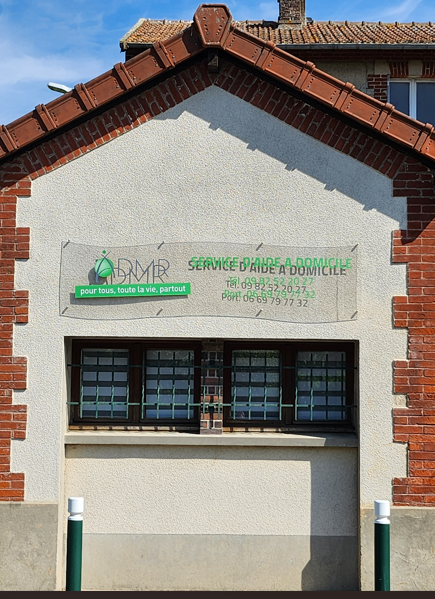 ADMR
pour tous, toute la vie, partout
SERVICE D'AIDE A DOMICILE
Tél. 09 82 52 20 27
Port. 06 69 79 77 32